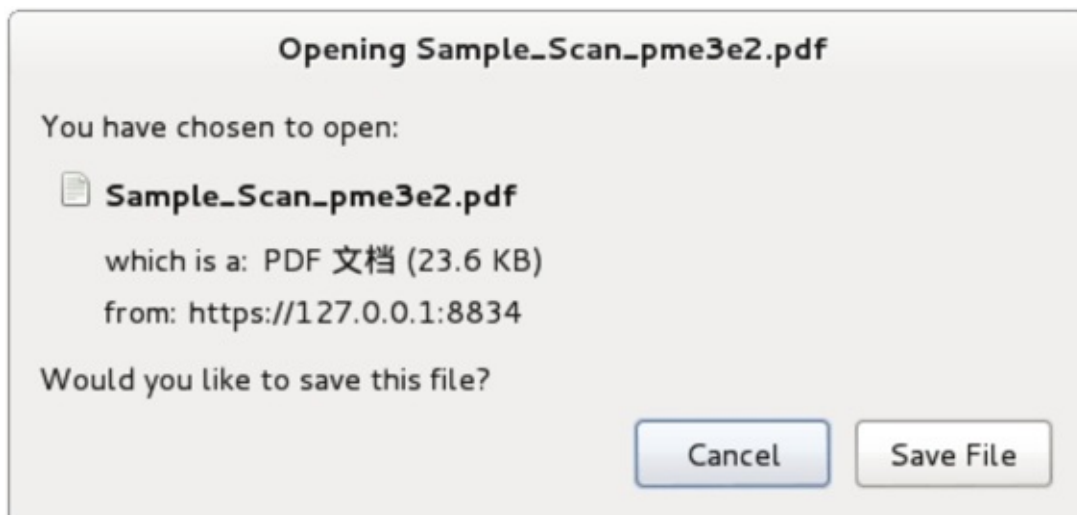 Opening Sample_Scan_pme3e2.pdf
You have chosen to open:
Sample_Scan_pme3e2.pdf
which is a: PDF 文档 (23.6 KB)
from: https://127.0.0.1:8834
Would you like to save this file?
Cancel Save File